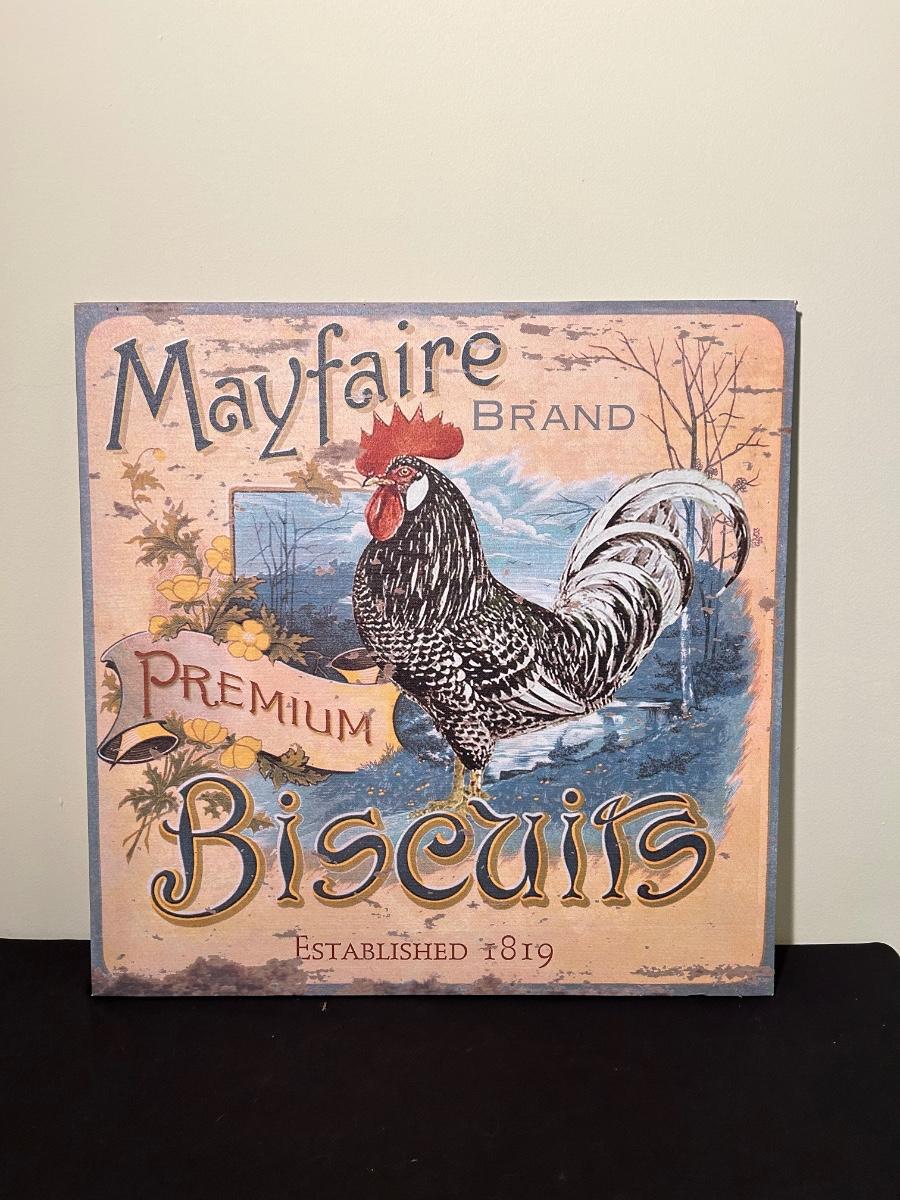 Mayfaire
BRAND
PREMIUM
Biscuits
ESTABLISHED 1819